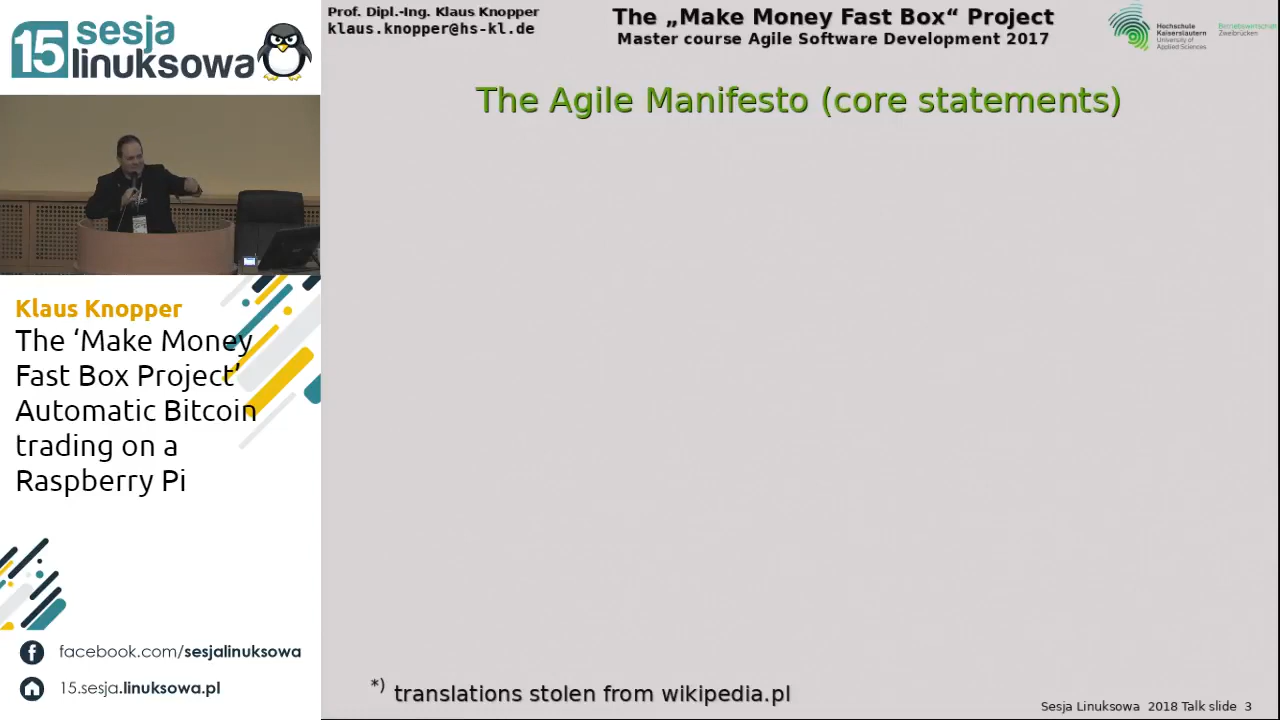 15 sesja
linuksowa
Klaus Knopper
The ‘Make Money
Fast Box Project’
Automatic Bitcoin
trading on a
Raspberry Pi
facebook.com/sesjalinuksowa
15.sesja.linuksowa.pl
Prof. Dipl.-Ing. Klaus Knopper
klaus.knopper@hs-kl.de
The „Make Money Fast Box“ Project
Master course Agile Software Development 2017
Hochschule
Kaiserslautern
University of
Applied Sciences
Betriebswirtschaft
Zweibrücken
The Agile Manifesto (core statements)
*) translations stolen from wikipedia.pl
Sesja Linuksowa 2018 Talk slide 3